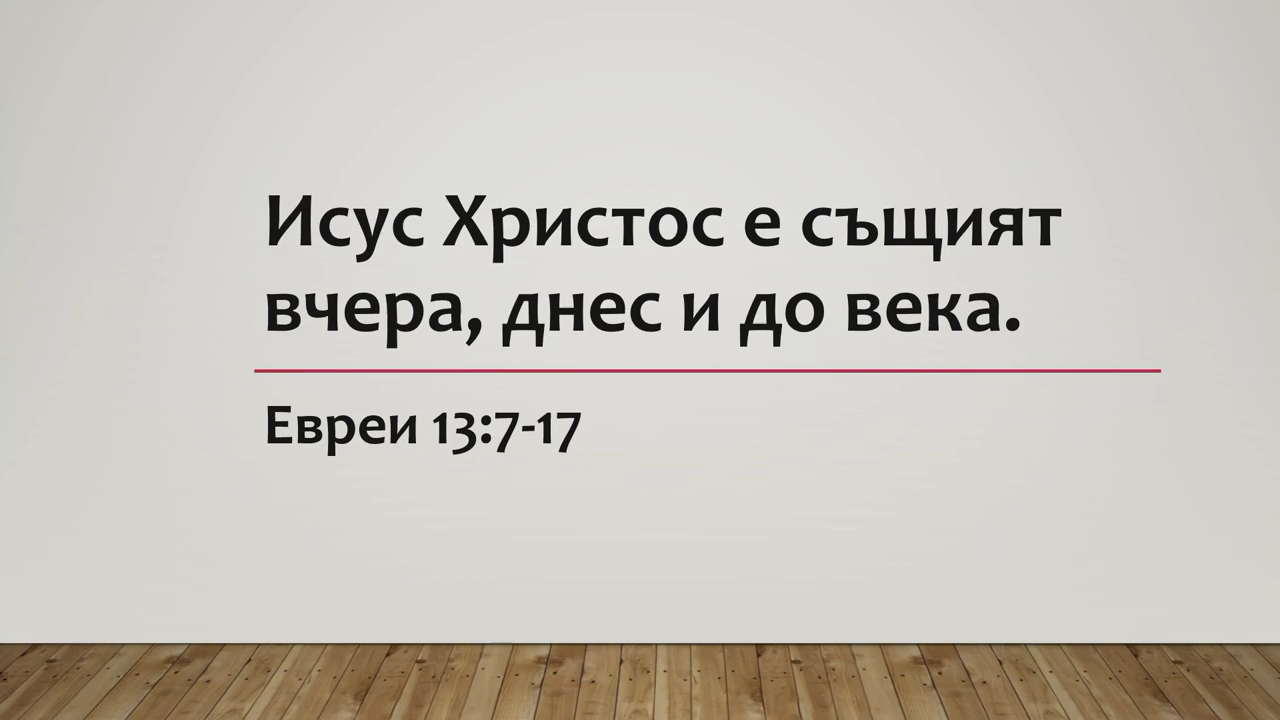 Исус Христос е същият
вчера, днес и до века.
Евреи 13:7-17